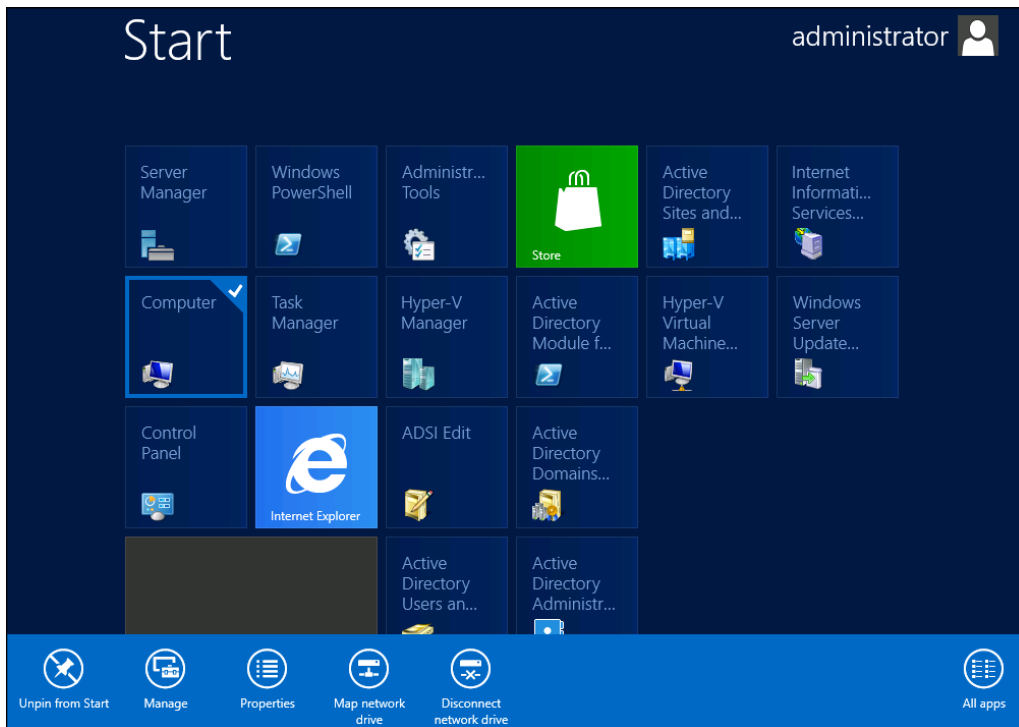 Start
administrator
Server
Manager
Windows
PowerShell
Administr...
Tools
Store
Active
Directory
Sites and...
Internet
Informati...
Services...
Computer
Task
Manager
Hyper-V
Manager
Active
Directory
Module f...
Hyper-V
Virtual
Machine...
Windows
Server
Update...
Control
Panel
Internet Explorer
ADSI Edit
Active
Directory
Domains...
Active
Directory
Users an...
Active
Directory
Administr...
Unpin from Start
Manage
Properties
Map network
drive
Disconnect
network drive
All apps